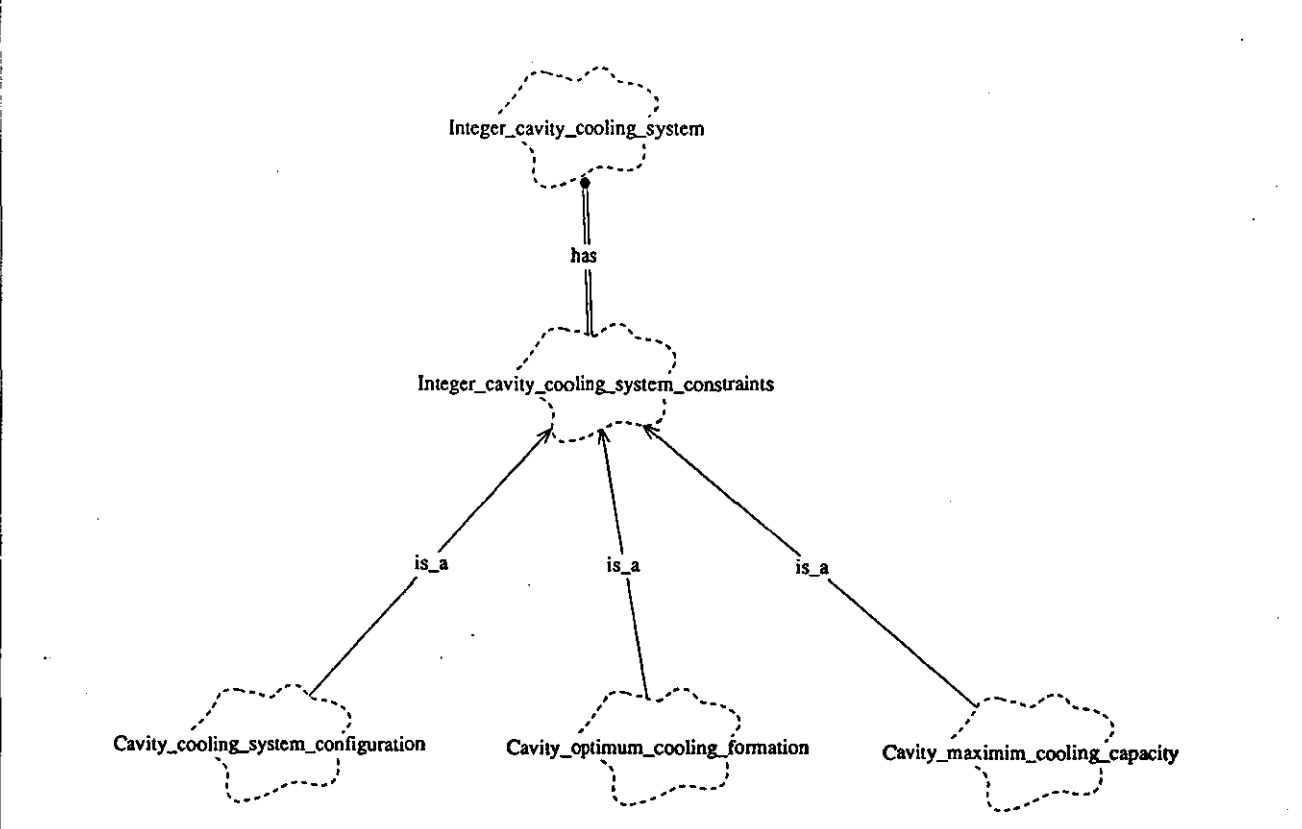 Integer_cavity_cooling_system
has
Integer_cavity_cooling_system_constraints
is_a
is_a
is_a
Cavity_cooling_system_configuration
Cavity_optimum_cooling_formation
Cavity_maximim_cooling_capacity